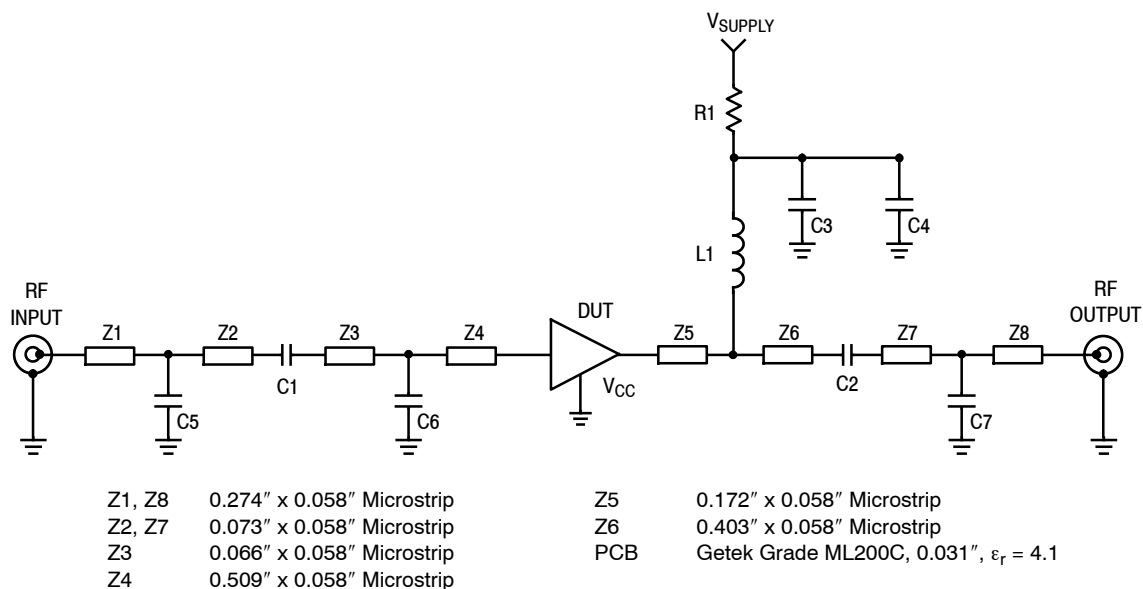 V_SUPPLY
R1
C3
C4
L1
RF
INPUT
Z1
Z2
Z3
Z4
DUT
Z5
Z6
Z7
Z8
RF
OUTPUT
C1
V_CC
C2
C5
C6
C7
Z1, Z8 0.274″ x 0.058″ Microstrip
Z2, Z7 0.073″ x 0.058″ Microstrip
Z3 0.066″ x 0.058″ Microstrip
Z4 0.509″ x 0.058″ Microstrip
Z5 0.172″ x 0.058″ Microstrip
Z6 0.403″ x 0.058″ Microstrip
PCB Getek Grade ML200C, 0.031″, ε_r = 4.1